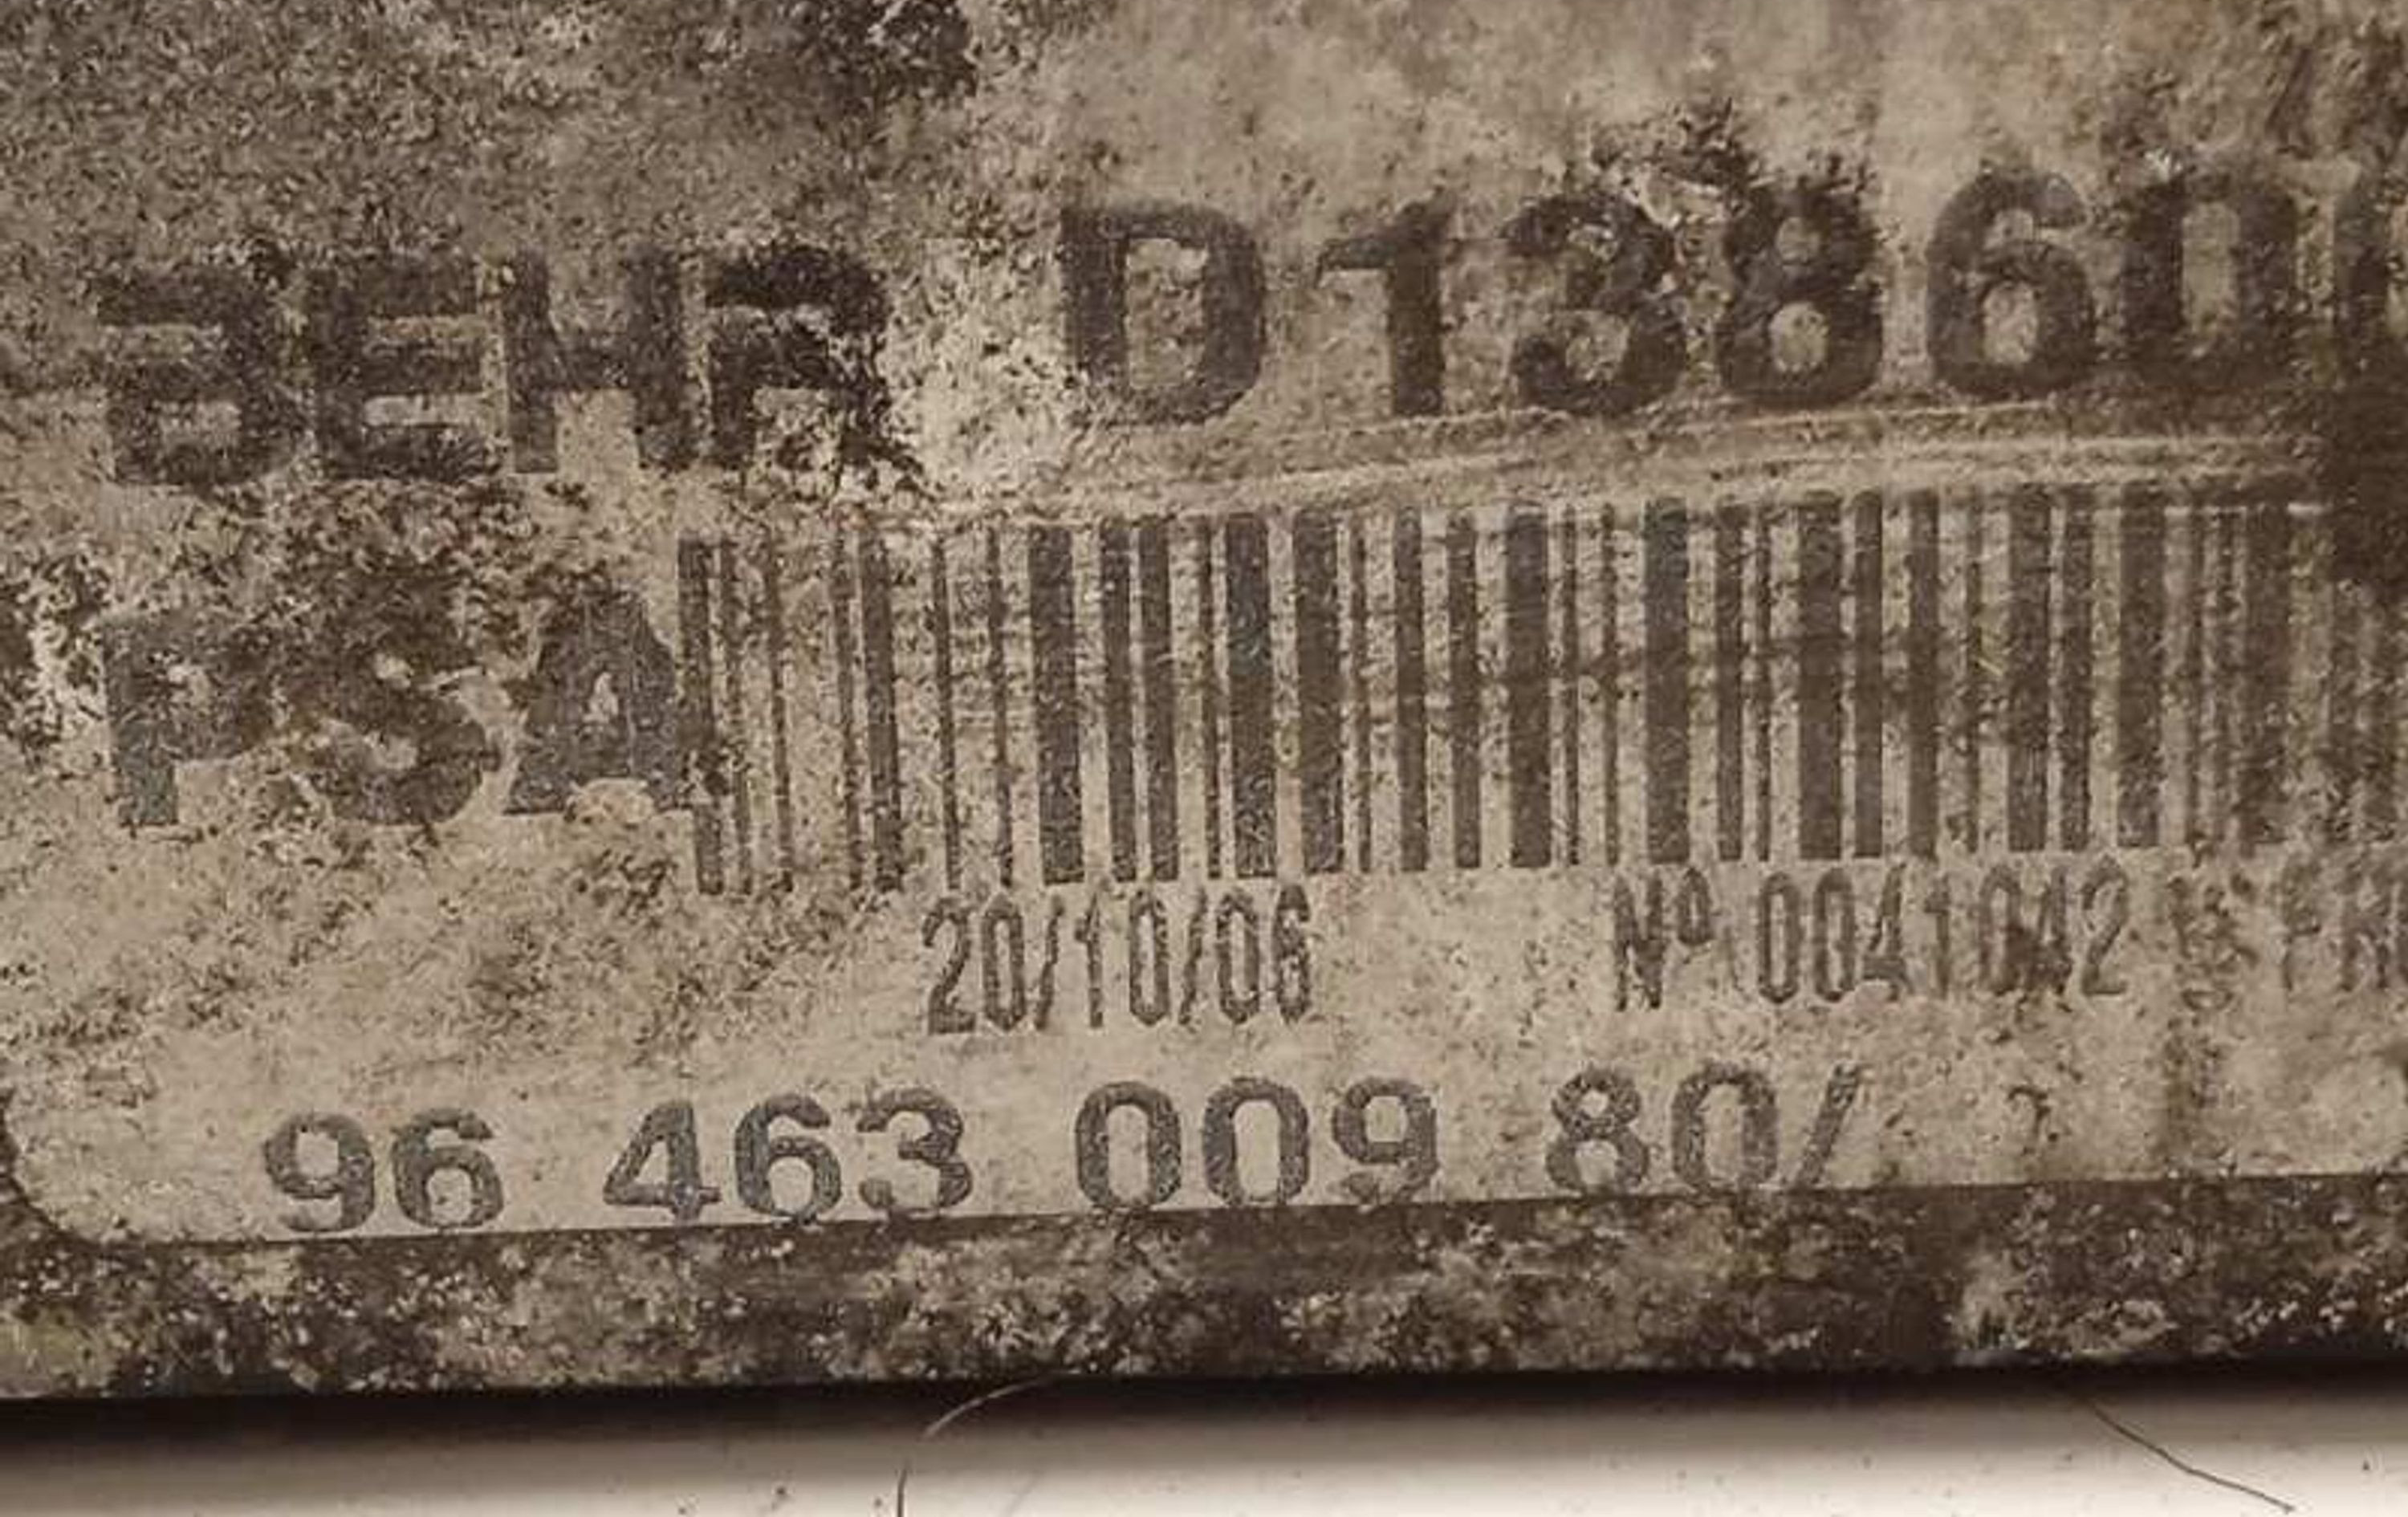 BEHR D13860
PSA
20/10/06 Nº 0041042
96 463 009 80/